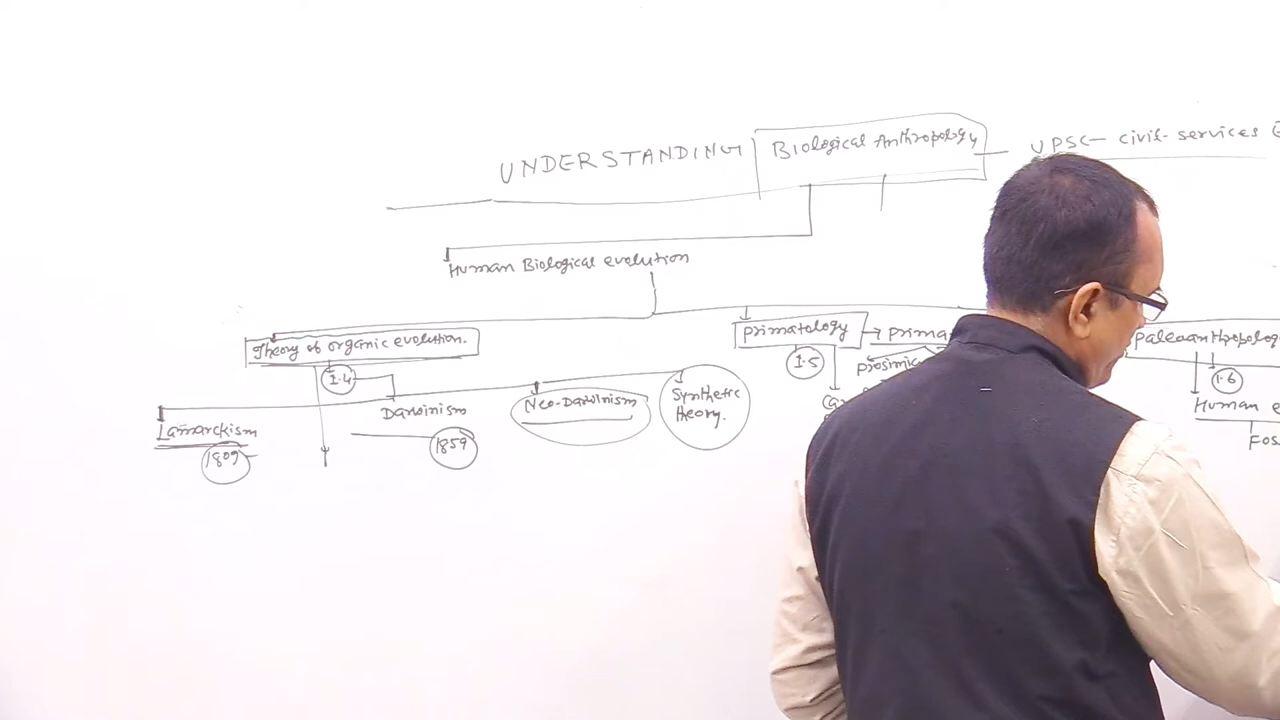 UNDERSTANDING Biological Anthropology UPSC- civil-services
Human Biological evolution
Theory of organic evolution.
1.4
Lamarckism
1809
Darwinism
1859
Neo-Darwinism
Synthetic
theory.
primatology
1.5
1.6
Human